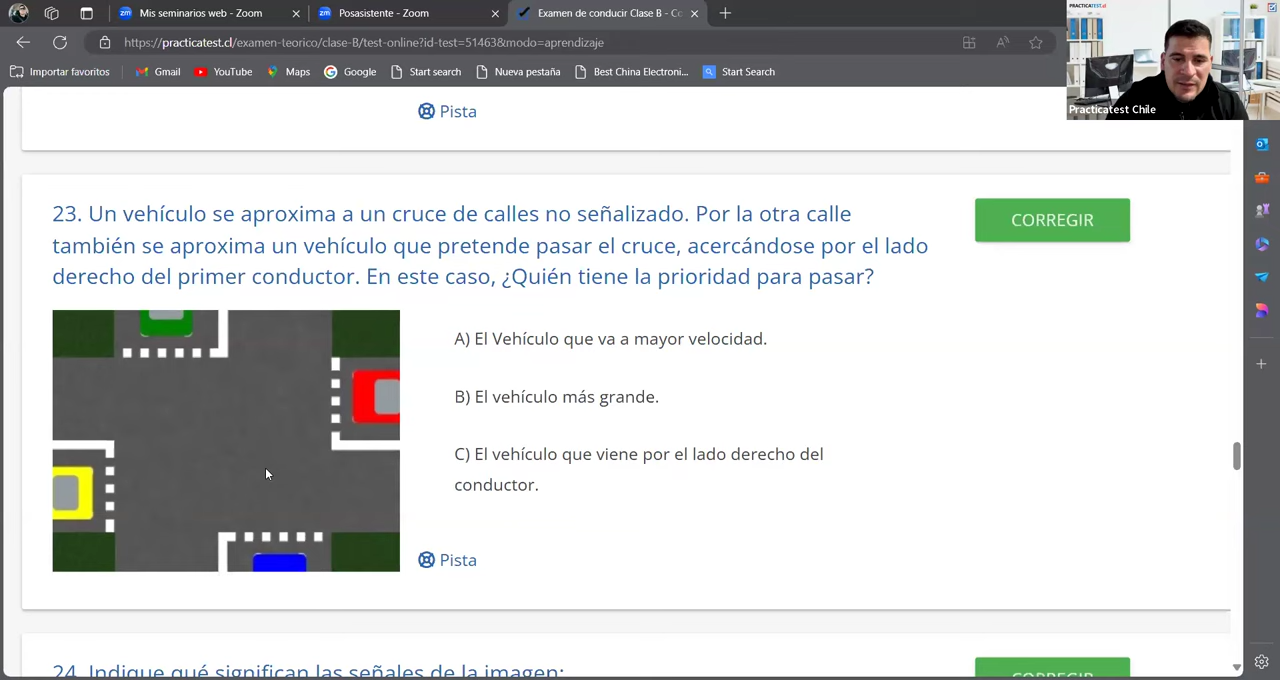 Mis seminarios web - Zoom
Posasistente - Zoom
Examen de conducir Clase B - Co
https://practicatest.cl/examen-teorico/clase-B/test-online?id-test=51463&modo=aprendizaje
Importar favoritos
Gmail
YouTube
Maps
Google
Start search
Nueva pestaña
Best China Electroni...
Start Search
PRACTICATEST.cl
Practicatest Chile
Pista
23. Un vehículo se aproxima a un cruce de calles no señalizado. Por la otra calle
también se aproxima un vehículo que pretende pasar el cruce, acercándose por el lado
derecho del primer conductor. En este caso, ¿Quién tiene la prioridad para pasar?
CORREGIR
A) El Vehículo que va a mayor velocidad.
B) El vehículo más grande.
C) El vehículo que viene por el lado derecho del
conductor.
Pista
24. Indique qué significan las señales de la imagen:
CORREGIR